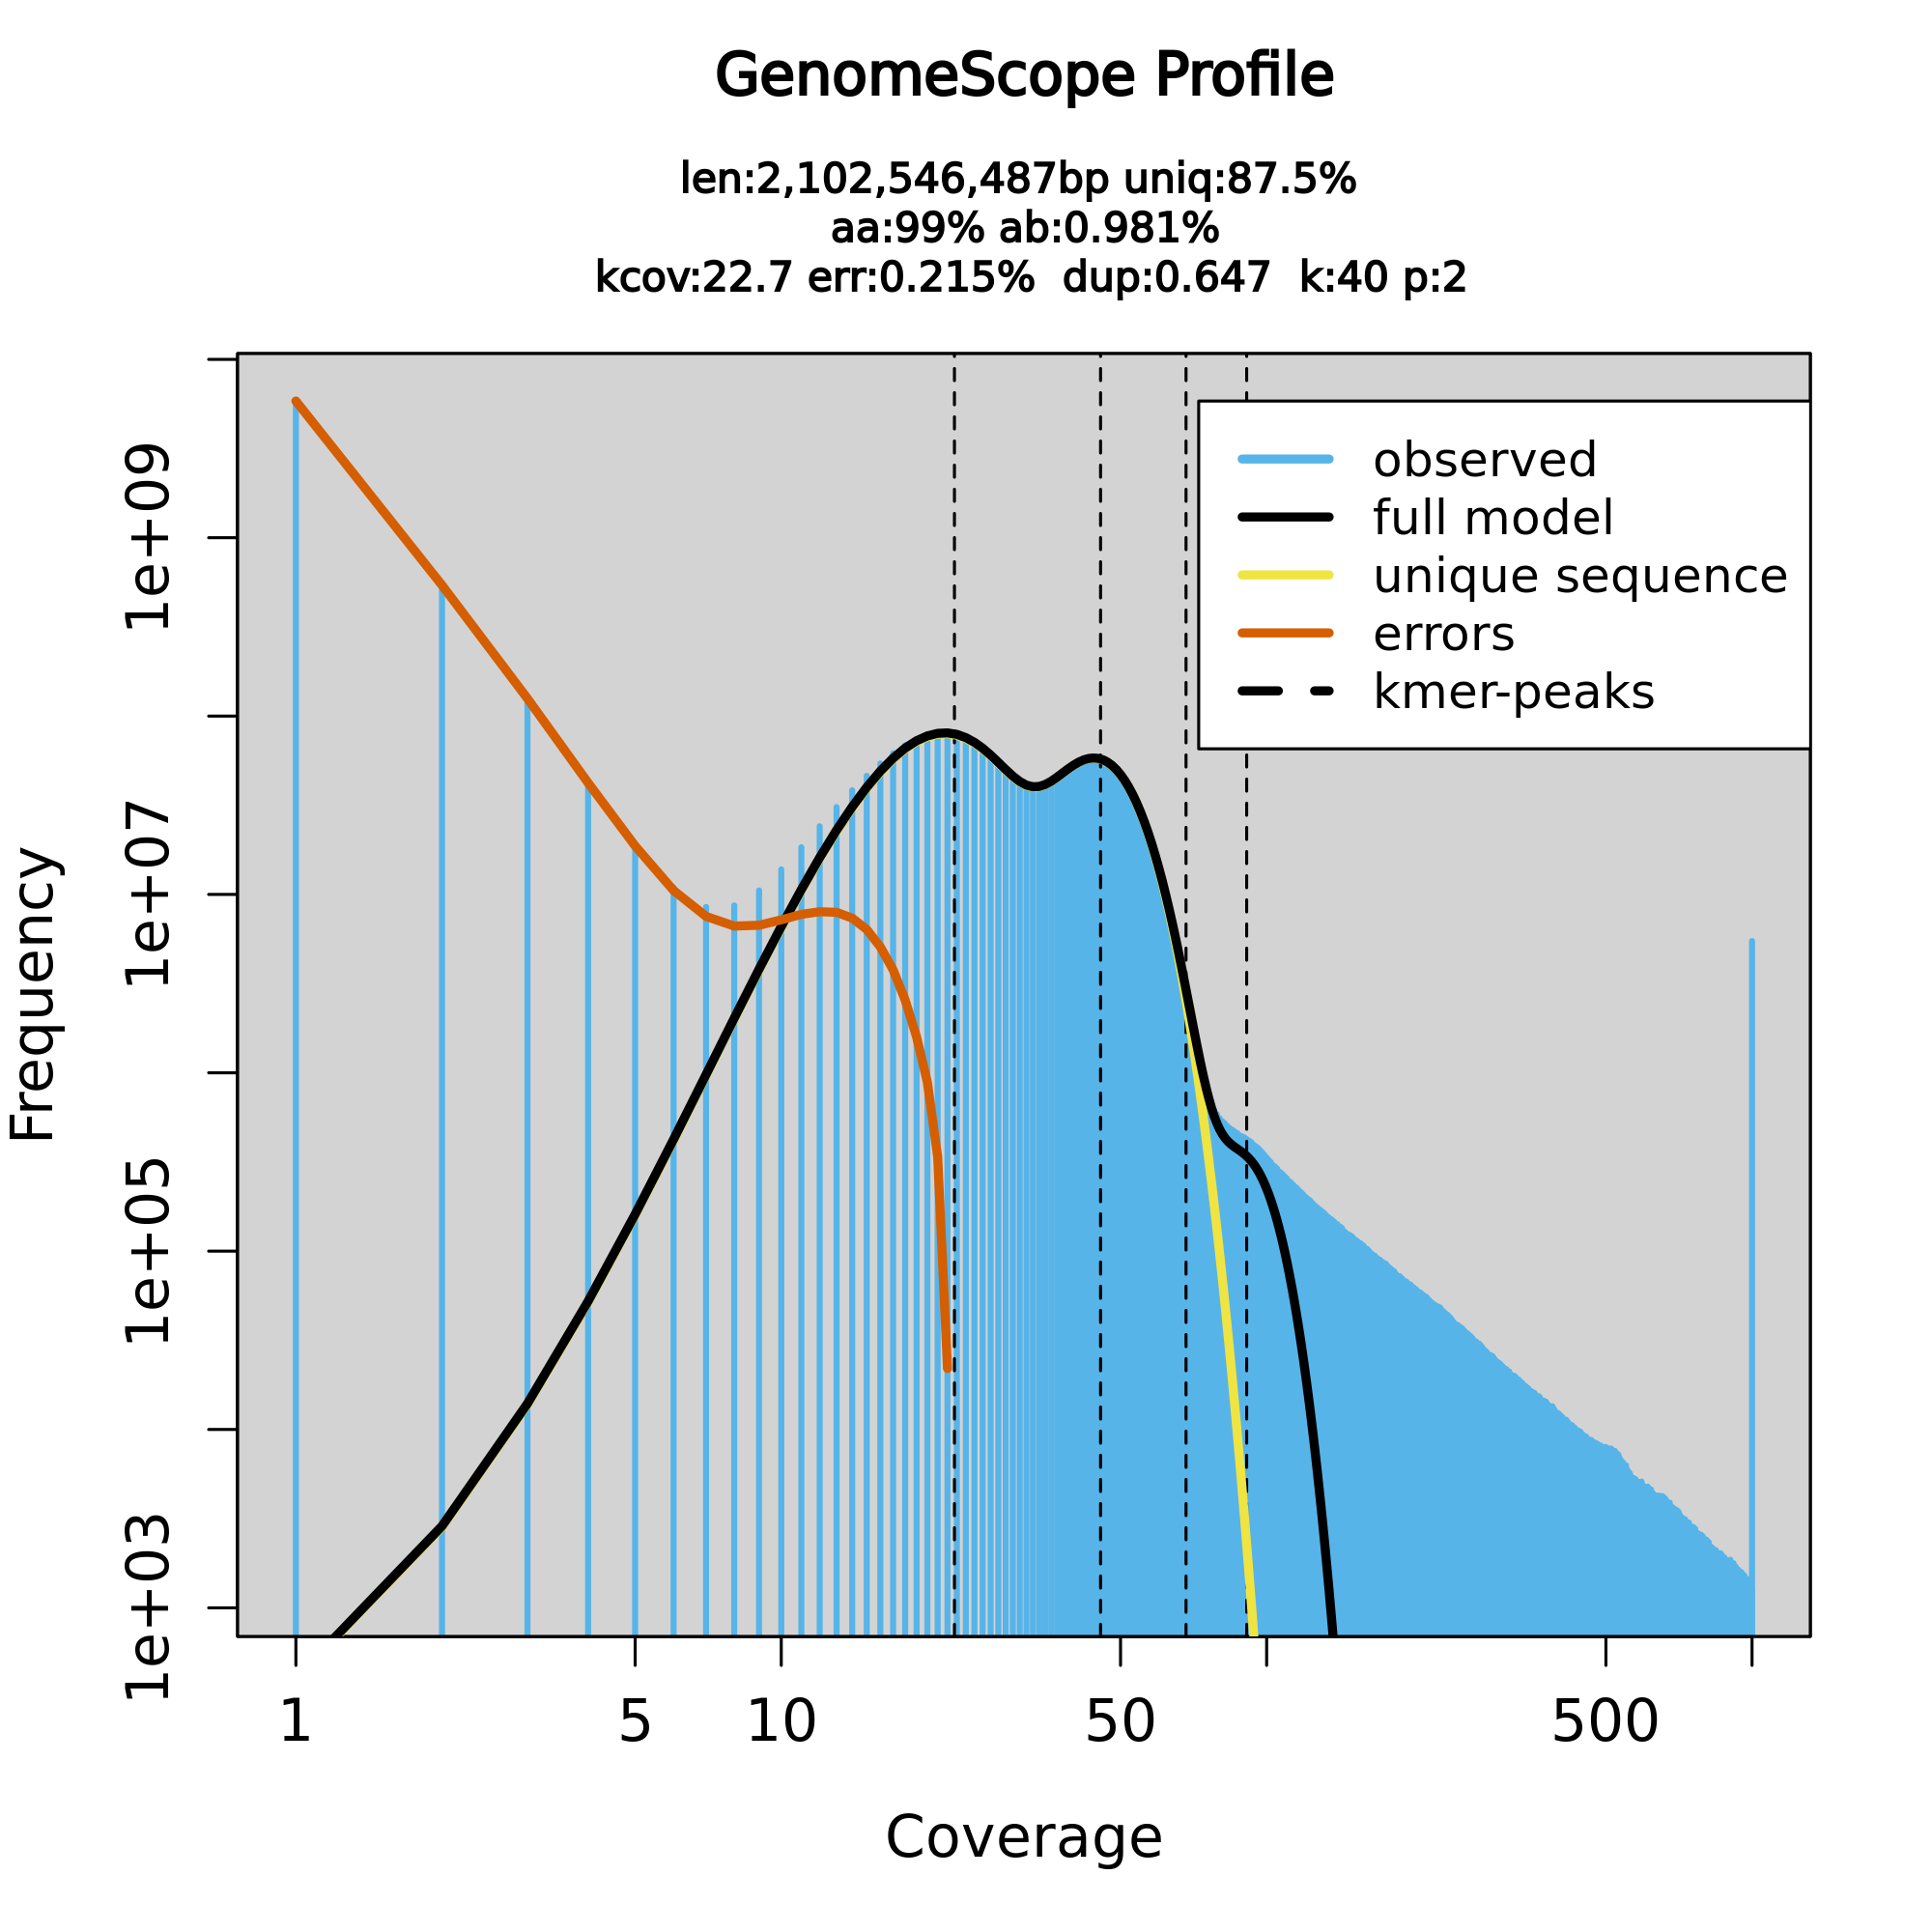 GenomeScope Profile
len:2,102,546,487bp uniq:87.5%
aa:99% ab:0.981%
kcov:22.7 err:0.215% dup:0.647 k:40 p:2
observed
full model
unique sequence
errors
kmer-peaks
Frequency
1e+09
1e+07
1e+05
1e+03
1 5 10 50 500
Coverage